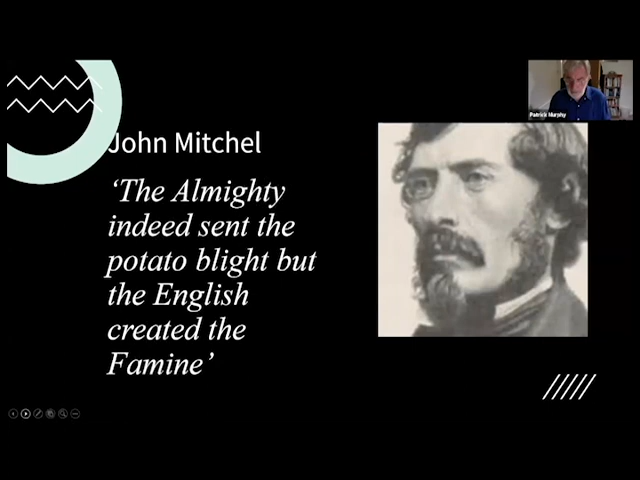 Patrick Murphy
John Mitchel
‘The Almighty
indeed sent the
potato blight but
the English
created the
Famine’